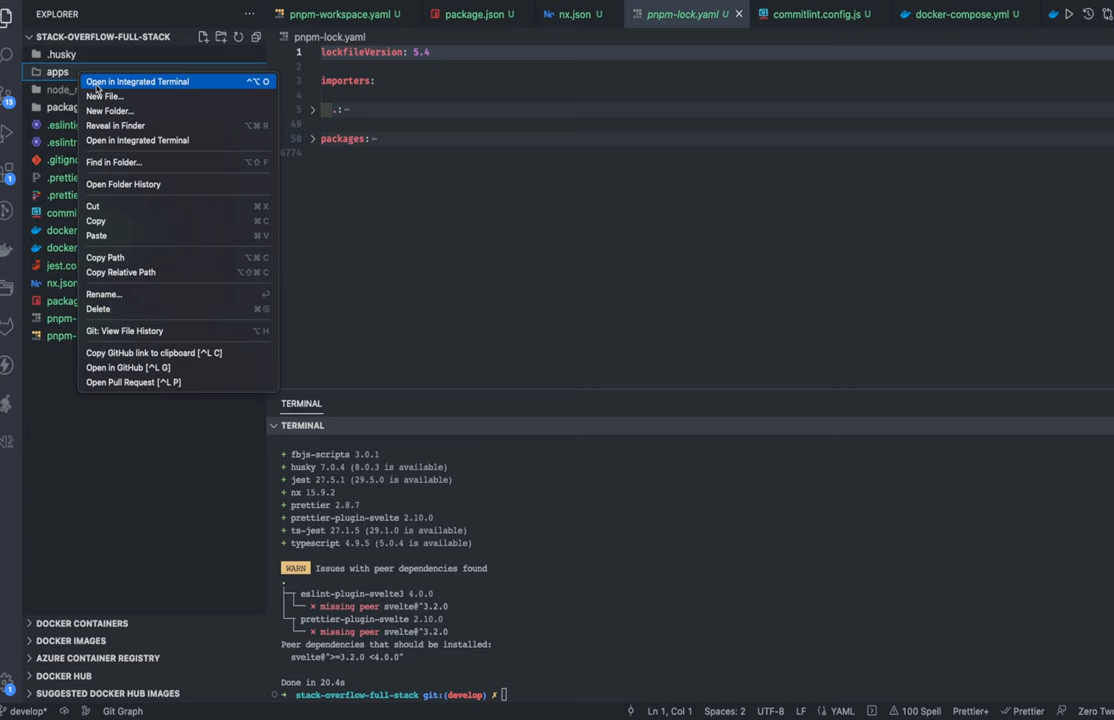 EXPLORER
STACK-OVERFLOW-FULL-STACK
.husky
apps
node_
packag
.eslintig
.eslintr
.gitigno
.pretti
.prettie
commi
docker
docker
jest.co
nx.json
packa
pnpm-
pnpm-
Open in Integrated Terminal ^⌥ O
New File...
New Folder...
Reveal in Finder ⌥⌘ R
Open in Integrated Terminal
Find in Folder... ⌥⇧ F
Open Folder History
Cut ⌘ X
Copy ⌘ C
Paste ⌘ V
Copy Path ⌥⌘ C
Copy Relative Path ⌥⇧⌘ C
Rename... ⏎
Delete ⌘⌫
Git: View File History ⌥ H
Copy GitHub link to clipboard [^L C]
Open in GitHub [^L G]
Open Pull Request [^L P]
DOCKER CONTAINERS
DOCKER IMAGES
AZURE CONTAINER REGISTRY
DOCKER HUB
SUGGESTED DOCKER HUB IMAGES
13
1
1
pnpm-workspace.yaml U
package.json U
nx.json U
pnpm-lock.yaml U
commitlint.config.js U
docker-compose.yml U
pnpm-lock.yaml
1 lockfileVersion: 5.4
2
3 importers:
4
5 .:
49
50 packages:
6774
TERMINAL
TERMINAL
+ fbjs-scripts 3.0.1
+ husky 7.0.4 (8.0.3 is available)
+ jest 27.5.1 (29.5.0 is available)
+ nx 15.9.2
+ prettier 2.8.7
+ prettier-plugin-svelte 2.10.0
+ ts-jest 27.1.5 (29.1.0 is available)
+ typescript 4.9.5 (5.0.4 is available)
WARN Issues with peer dependencies found
.
├─┬ eslint-plugin-svelte3 4.0.0
│ └── ✕ missing peer svelte@^3.2.0
└─┬ prettier-plugin-svelte 2.10.0
└── ✕ missing peer svelte@^3.2.0
Peer dependencies that should be installed:
svelte@">=3.2.0 <4.0.0"
Done in 20.4s
➜ stack-overflow-full-stack git:(develop) ✗
develop* Git Graph
Ln 1, Col 1 Spaces: 2 UTF-8 LF YAML 100 Spell Prettier+ Prettier Zero Tw